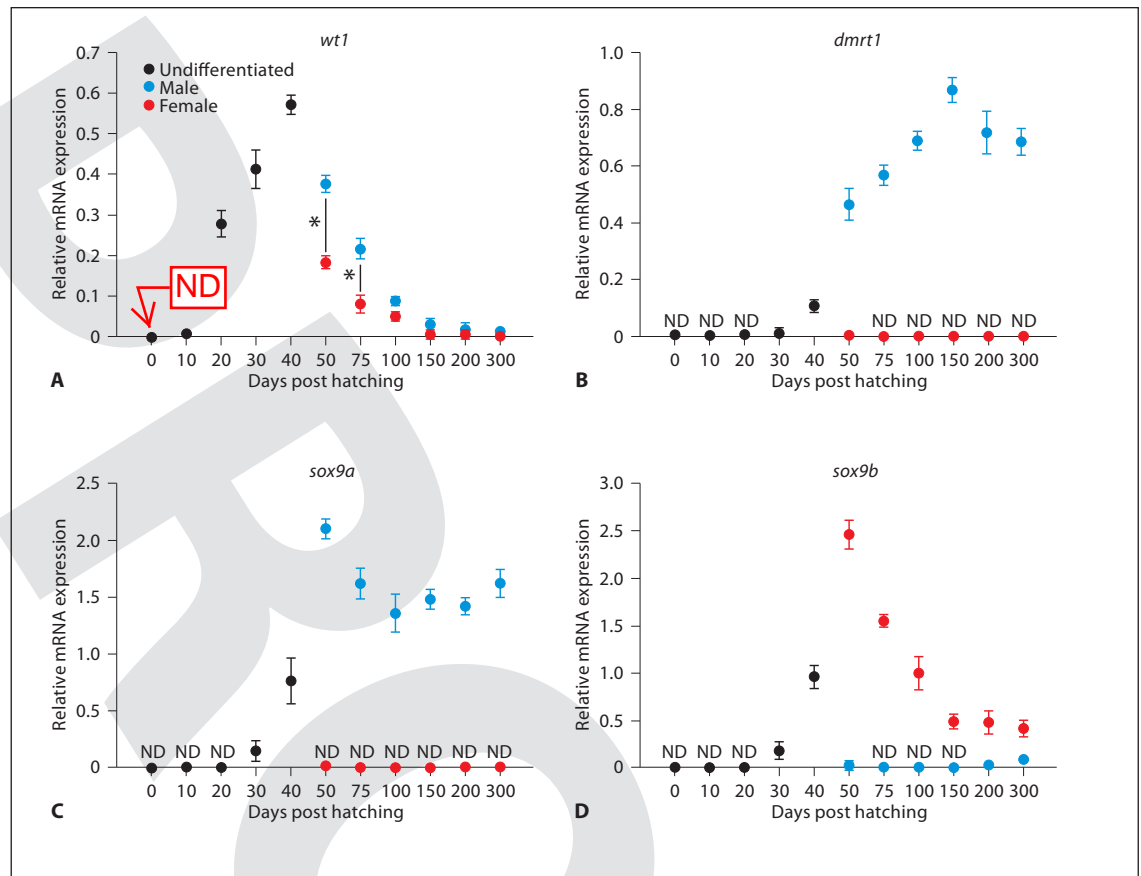 wt1
0.7
0.6
0.5
0.4
0.3
0.2
0.1
0
Relative mRNA expression
Undifferentiated
Male
Female
*
*
ND
0 10 20 30 40 50 75 100 150 200 300
A
Days post hatching
dmrt1
1.0
0.8
0.6
0.4
0.2
0
Relative mRNA expression
ND ND ND ND ND ND ND ND
0 10 20 30 40 50 75 100 150 200 300
B
Days post hatching
sox9a
2.5
2.0
1.5
1.0
0.5
0
Relative mRNA expression
ND ND ND ND ND ND ND ND ND
0 10 20 30 40 50 75 100 150 200 300
C
Days post hatching
sox9b
3.0
2.5
2.0
1.5
1.0
0.5
0
Relative mRNA expression
ND ND ND ND ND ND
0 10 20 30 40 50 75 100 150 200 300
D
Days post hatching